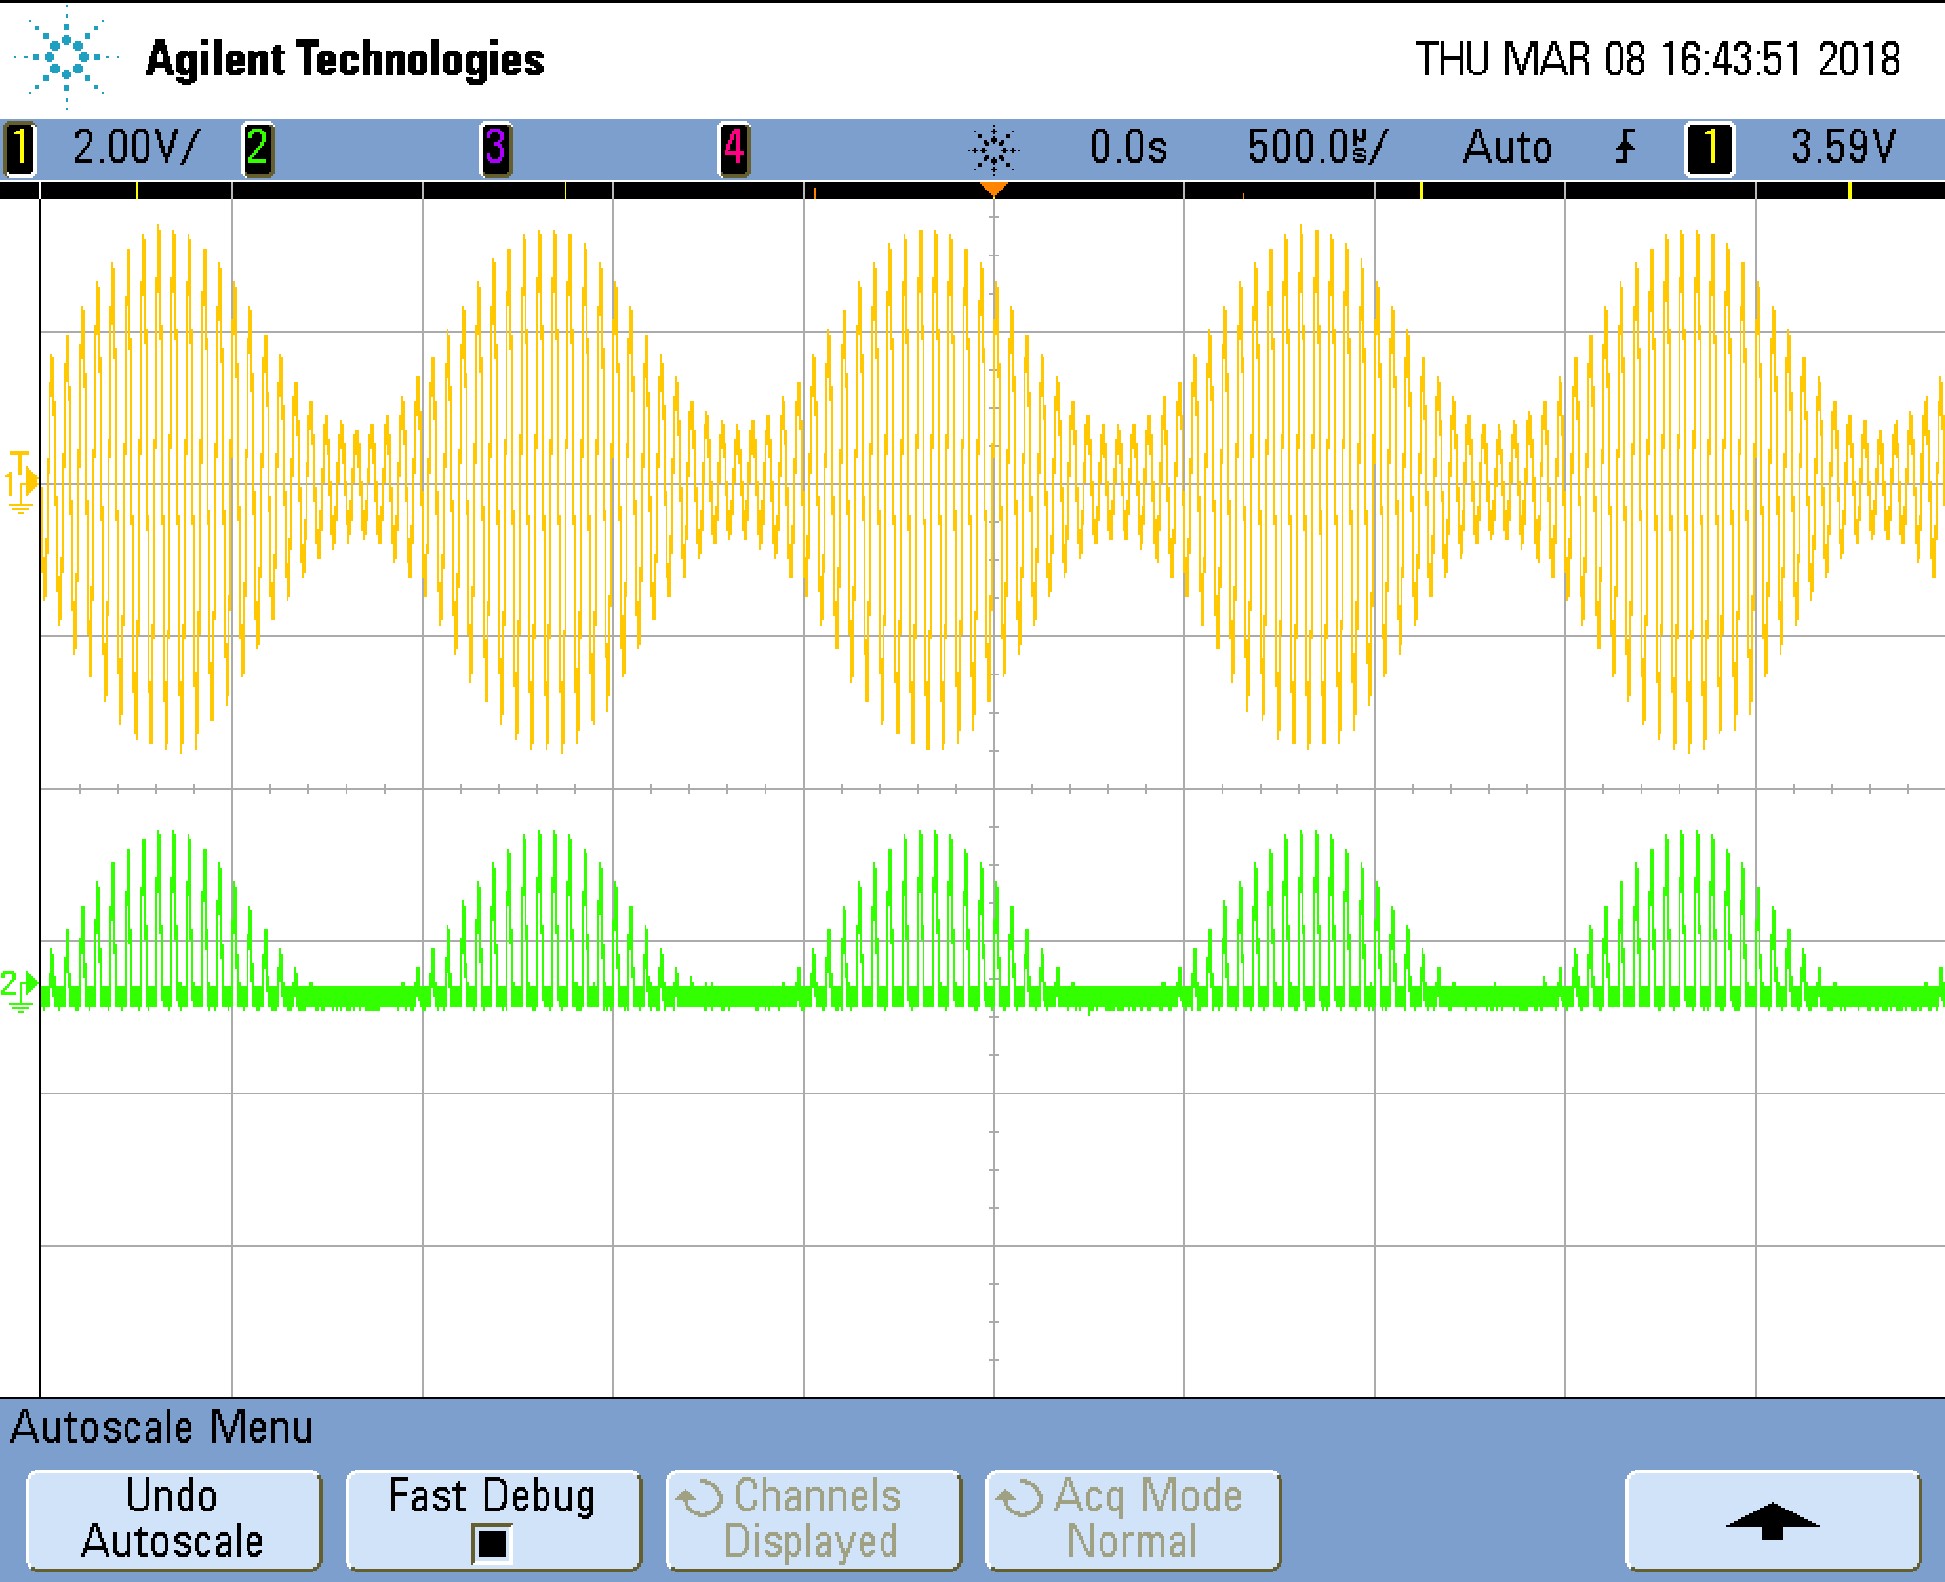 Agilent Technologies
THU MAR 08 16:43:51 2018
1 2.00V/ 2 3 4 0.0s 500.0µs/ Auto 1 3.59V
T
1
2
Autoscale Menu
Undo
Autoscale
Fast Debug
Channels
Displayed
Acq Mode
Normal